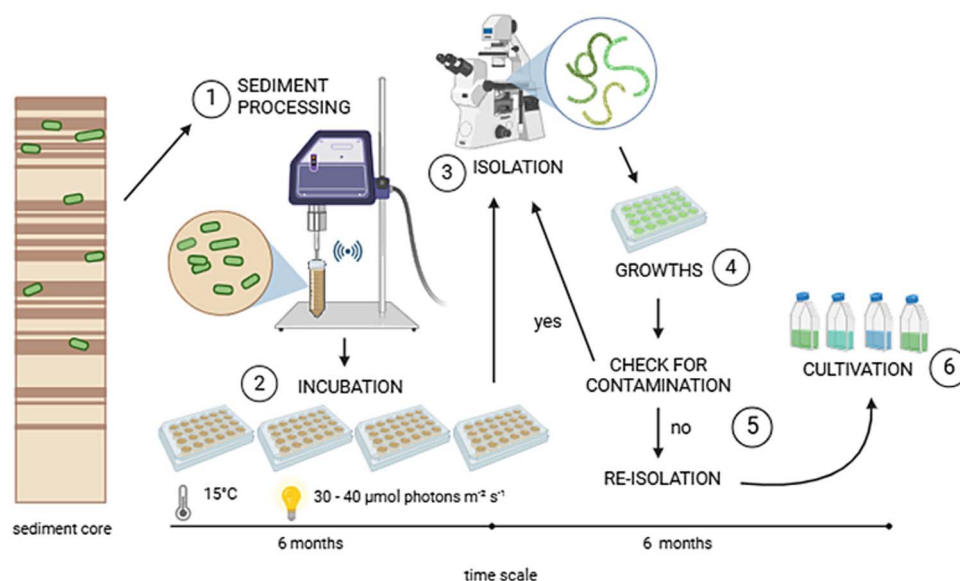 1
SEDIMENT
PROCESSING
3
ISOLATION
GROWTHS
4
yes
CHECK FOR
CONTAMINATION
no
5
RE-ISOLATION
CULTIVATION
6
2
INCUBATION
15°C
30 - 40 µmol photons m⁻² s⁻¹
sediment core
6 months
6 months
time scale